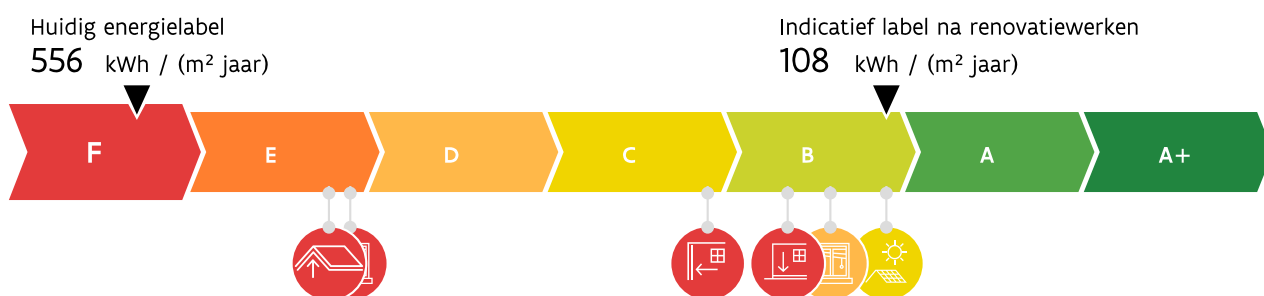 Huidig energielabel
556 kWh / (m² jaar)
Indicatief label na renovatiewerken
108 kWh / (m² jaar)
F E D C B A A+